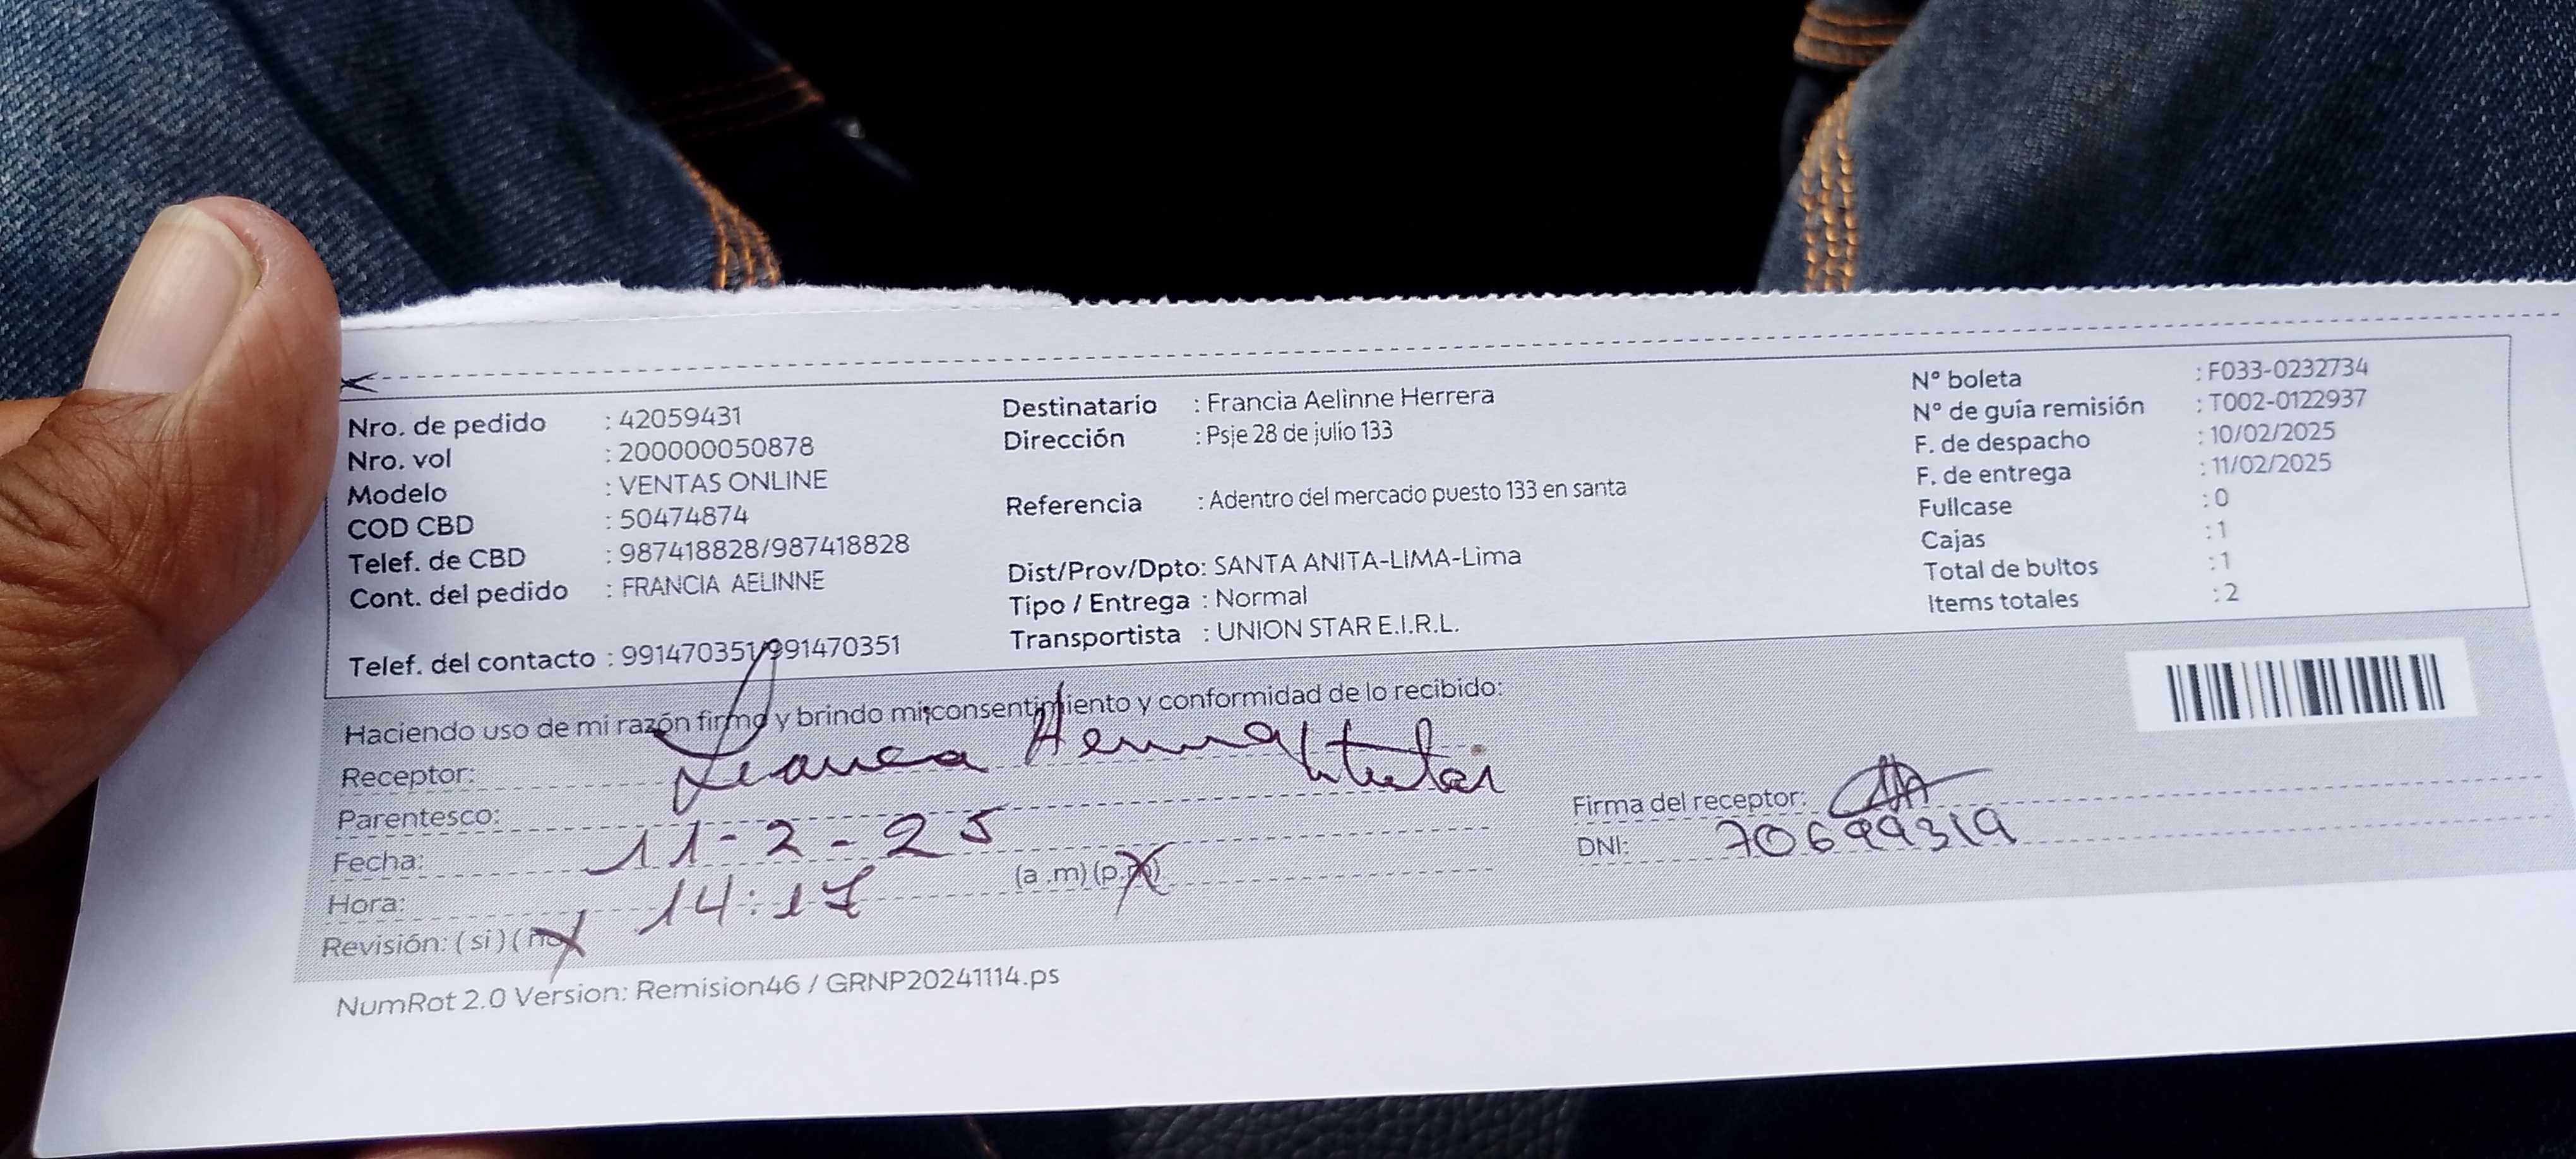 Nro. de pedido : 42059431
Nro. vol : 200000050878
Modelo : VENTAS ONLINE
COD CBD : 50474874
Telef. de CBD : 987418828/987418828
Cont. del pedido : FRANCIA AELINNE
Telef. del contacto : 991470351/991470351
Destinatario : Francia Aelinne Herrera
Dirección : Psje 28 de julio 133
Referencia : Adentro del mercado puesto 133 en santa
Dist/Prov/Dpto: SANTA ANITA-LIMA-Lima
Tipo / Entrega : Normal
Transportista : UNION STAR E.I.R.L.
N° boleta : F033-0232734
N° de guía remisión : T002-0122937
F. de despacho : 10/02/2025
F. de entrega : 11/02/2025
Fullcase : 0
Cajas : 1
Total de bultos : 1
Items totales : 2
Haciendo uso de mi razón firmo y brindo mi consentimiento y conformidad de lo recibido:
Receptor: Herrera
Parentesco: titular
Fecha: 11-2-25
Hora: 14:17 (a.m) (p.m)
Revisión: (si) (no)
Firma del receptor:
DNI: 70699319
NumRot 2.0 Version: Remision46 / GRNP20241114.ps